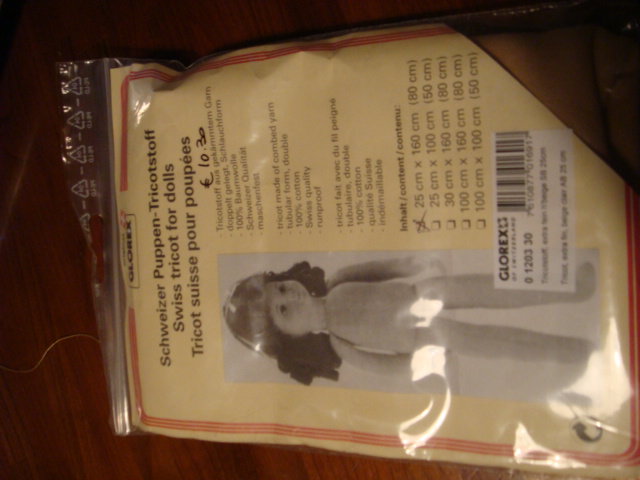 GLOREX
Schweizer Puppen-Tricotstoff
Swiss tricot for dolls
Tricot suisse pour poupées
€ 10.30
- Tricotstoff aus gekämmtem Garn
- doppelt gelegt, Schlauchform
- 100% Baumwolle
- Schweizer Qualität
- maschenfest
- tricot made of combed yarn
- tubular form, double
- 100% cotton
- Swiss quality
- runproof
- tricot fait avec du fil peigné
- tubulaire, double
- 100% cotton
- qualité Suisse
- indémaillable
Inhalt/content/contenu:
25 cm x 160 cm (80 cm)
25 cm x 100 cm (50 cm)
30 cm x 160 cm (80 cm)
100 cm x 160 cm (80 cm)
100 cm x 100 cm (50 cm)
GLOREX
OF SWITZERLAND
0 1203 30